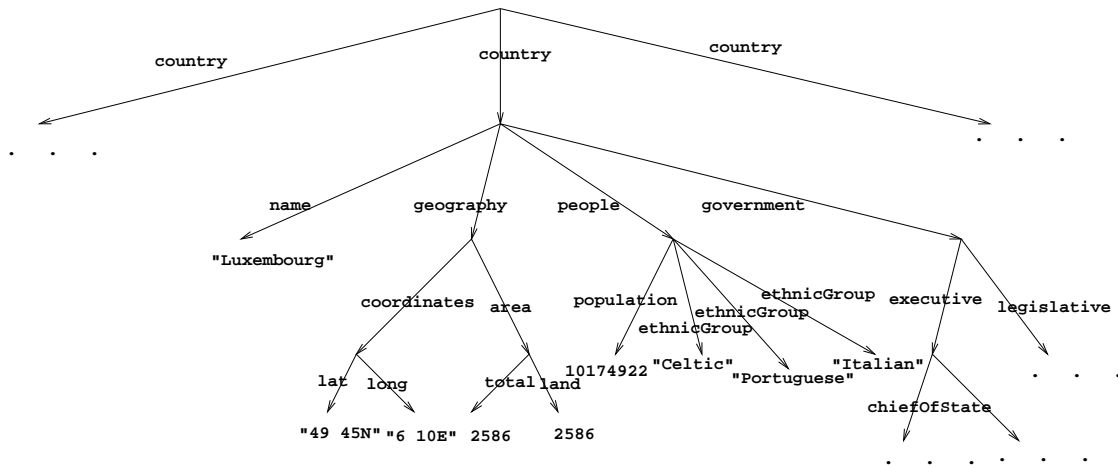 country country country
. . . . . .
name geography people government
"Luxembourg"
coordinates area population ethnicGroup ethnicGroup ethnicGroup executive legislative
10174922 "Celtic" "Portuguese" "Italian" . . .
lat long total land
chiefOfState
"49 45N" "6 10E" 2586 2586
. . . . . .